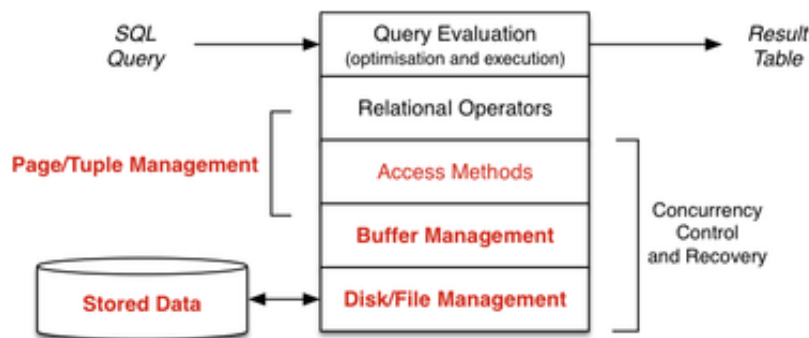 SQL
Query
Query Evaluation
(optimisation and execution)
Result
Table
Relational Operators
Page/Tuple Management
Access Methods
Buffer Management
Concurrency
Control
and Recovery
Stored Data
Disk/File Management